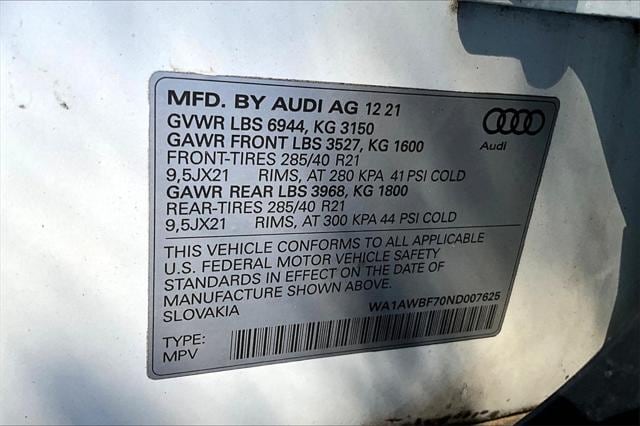 MFD. BY AUDI AG 12 21
GVWR LBS 6944, KG 3150
GAWR FRONT LBS 3527, KG 1600
FRONT-TIRES 285/40 R21
9,5JX21 RIMS, AT 280 KPA 41 PSI COLD
GAWR REAR LBS 3968, KG 1800
REAR-TIRES 285/40 R21
9,5JX21 RIMS, AT 300 KPA 44 PSI COLD
Audi
THIS VEHICLE CONFORMS TO ALL APPLICABLE
U.S. FEDERAL MOTOR VEHICLE SAFETY
STANDARDS IN EFFECT ON THE DATE OF
MANUFACTURE SHOWN ABOVE.
SLOVAKIA
WA1AWBF70ND007625
TYPE:
MPV